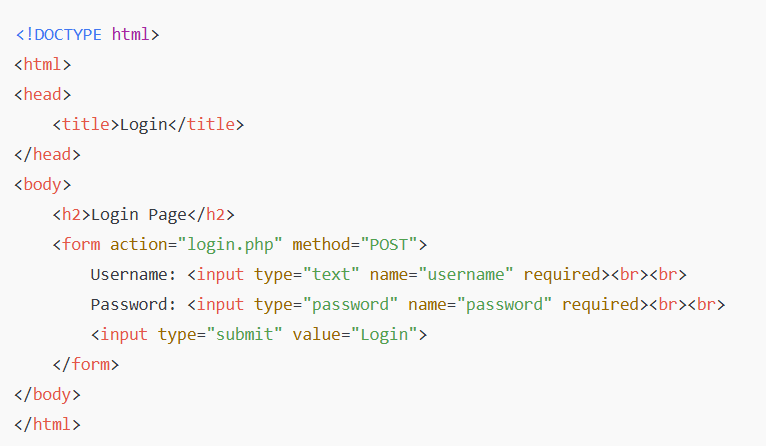 <!DOCTYPE html>
<html>
<head>
    <title>Login</title>
</head>
<body>
    <h2>Login Page</h2>
    <form action="login.php" method="POST">
        Username: <input type="text" name="username" required><br><br>
        Password: <input type="password" name="password" required><br><br>
        <input type="submit" value="Login">
    </form>
</body>
</html>